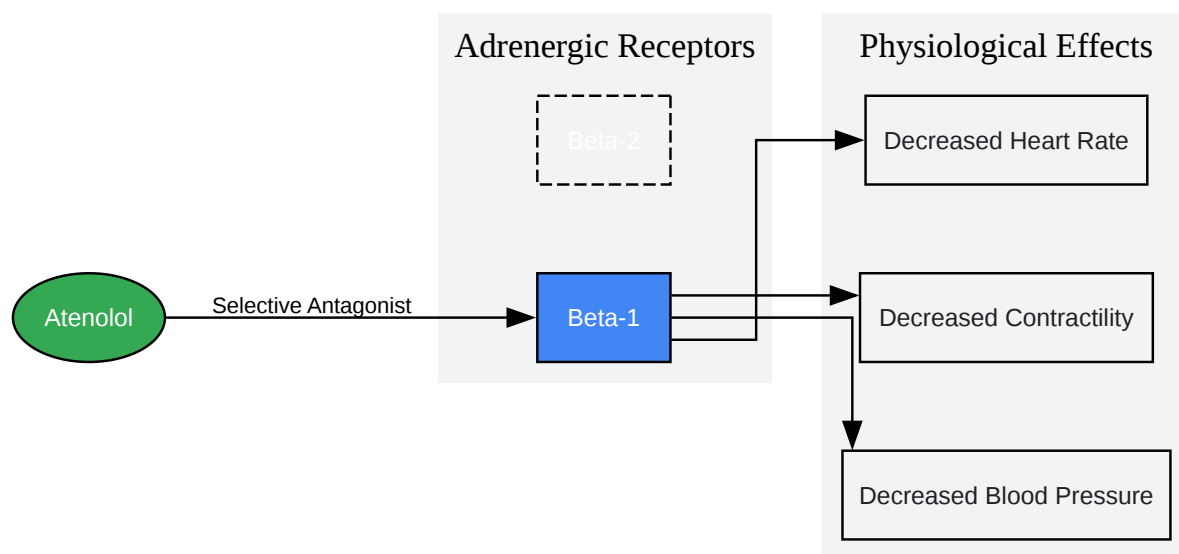 Adrenergic Receptors
Physiological Effects
Beta-2
Decreased Heart Rate
Atenolol
Selective Antagonist
Beta-1
Decreased Contractility
Decreased Blood Pressure